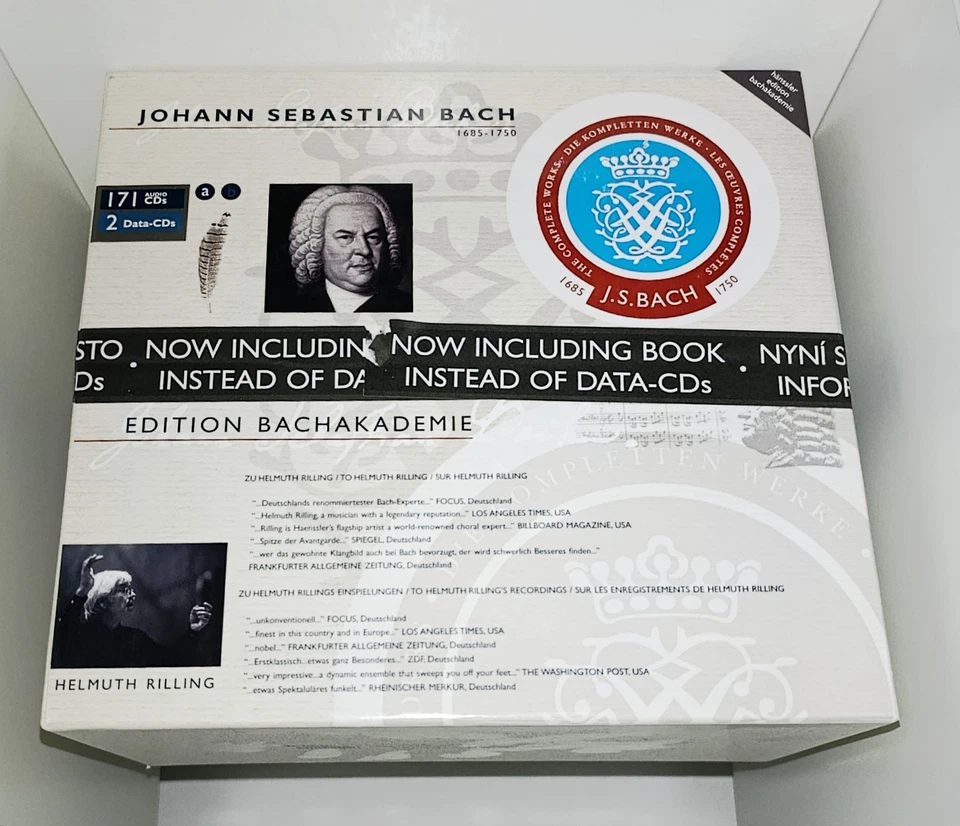 JOHANN SEBASTIAN BACH
1685-1750
hänssler
edition
bachakademie
THE COMPLETE WORKS · DIE KOMPLETTEN WERKE · LES ŒUVRES COMPLETES
1685 J.S.BACH 1750
171 AUDIO CDs
2 Data-CDs
a b
STO · NOW INCLUDIN NOW INCLUDING BOOK · NYNÍ S
Ds INSTEAD OF DA INSTEAD OF DATA-CDs INFOR
EDITION BACHAKADEMIE
DIE KOMPLETTEN WERKE
ZU HELMUTH RILLING / TO HELMUTH RILLING / SUR HELMUTH RILLING
"...Deutschlands renommiertester Bach-Experte..." FOCUS, Deutschland
"...Helmuth Rilling, a musician with a legendary reputation..." LOS ANGELES TIMES, USA
"...Rilling is Haenssler's flagship artist a world-renowned choral expert..." BILLBOARD MAGAZINE, USA
"...Spitze der Avantgarde..." SPIEGEL, Deutschland
"...wer das gewohnte Klangbild auch bei Bach bevorzugt, der wird schwerlich Besseres finden..."
FRANKFURTER ALLGEMEINE ZEITUNG, Deutschland
ZU HELMUTH RILLINGS EINSPIELUNGEN / TO HELMUTH RILLING'S RECORDINGS / SUR LES ENREGISTREMENTS DE HELMUTH RILLING
"...unkonventionell..." FOCUS, Deutschland
"...finest in this country and in Europe..." LOS ANGELES TIMES, USA
"...nobel..." FRANKFURTER ALLGEMEINE ZEITUNG, Deutschland
"...Erstklassisch...etwas ganz Besonderes..." ZDF, Deutschland
"...very impressive...a dynamic ensemble that sweeps you off your feet..." THE WASHINGTON POST, USA
"...etwas Spektakuläres funkelt..." RHEINISCHER MERKUR, Deutschland
HELMUTH RILLING